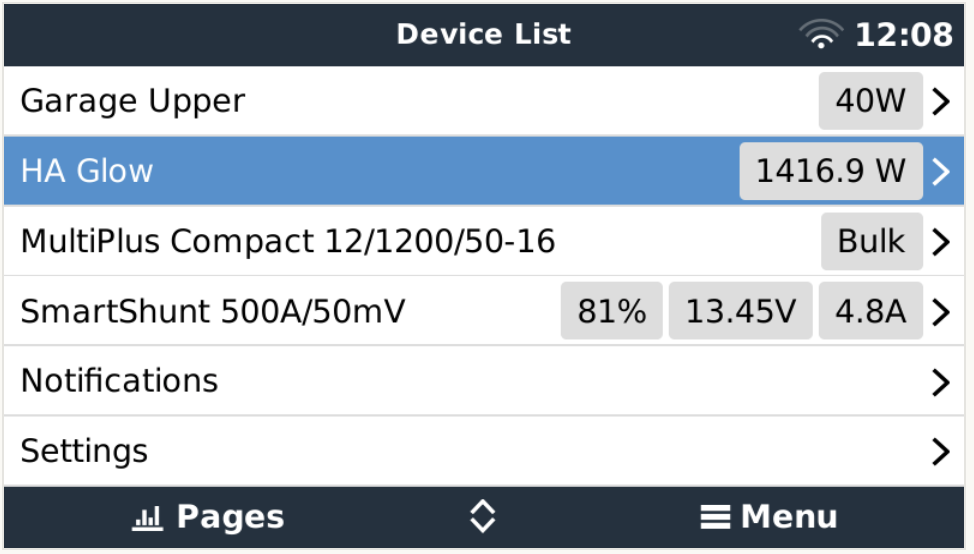 Device List 12:08
Garage Upper 40W
HA Glow 1416.9 W
MultiPlus Compact 12/1200/50-16 Bulk
SmartShunt 500A/50mV 81% 13.45V 4.8A
Notifications
Settings
Pages Menu